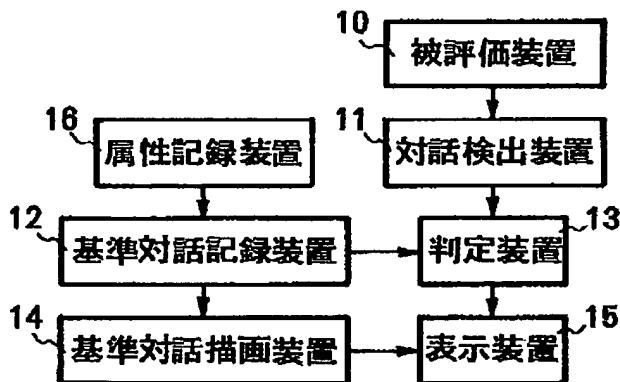 10
被評価装置
16
属性記録装置
11
対話検出装置
12
基準対話記録装置
判定装置
13
14
基準対話描画装置
表示装置
15